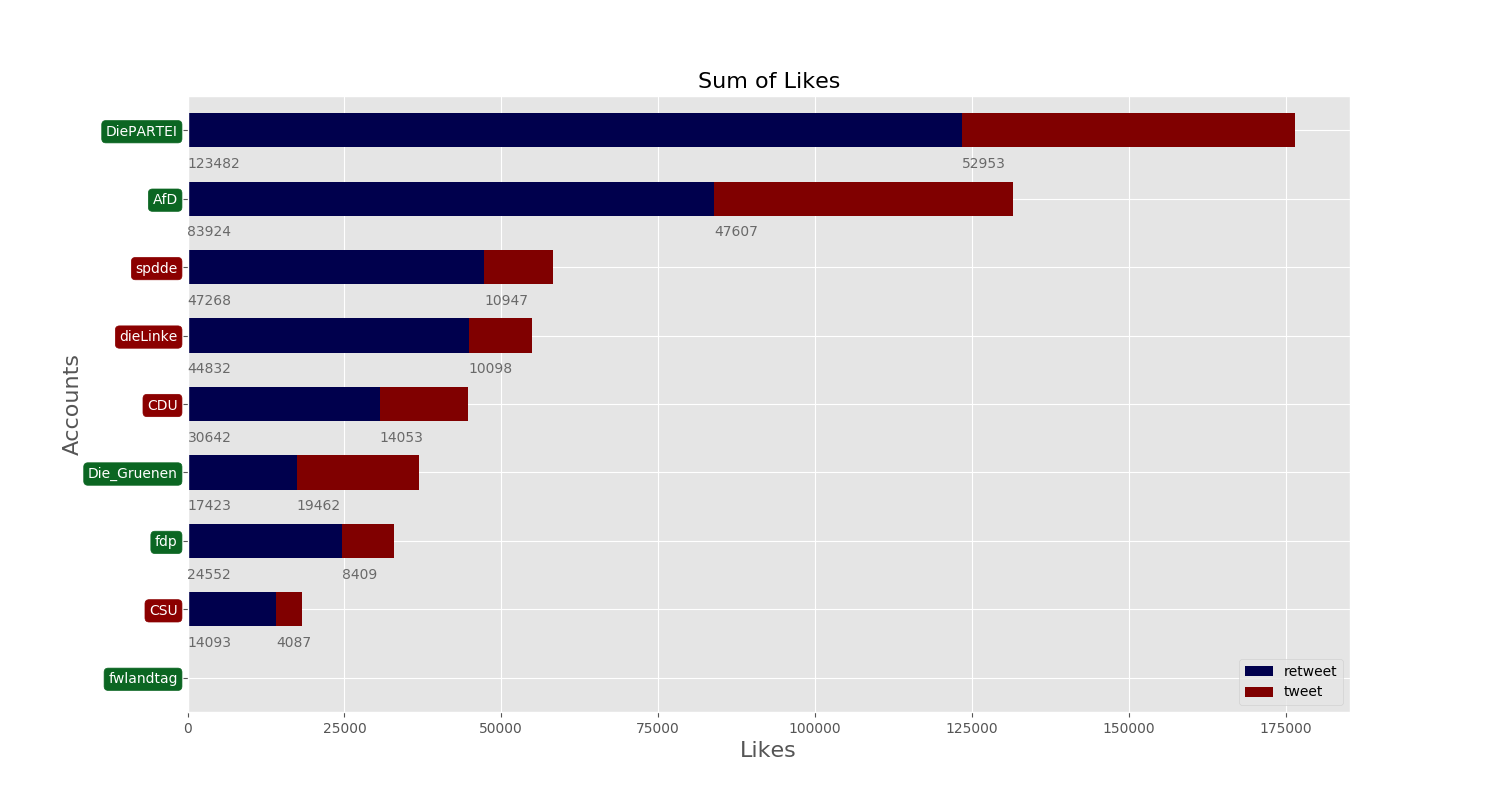 Sum of Likes
DiePARTEI
123482 52953
AfD
83924 47607
spdde
47268 10947
dieLinke
44832 10098
CDU
30642 14053
Die_Gruenen
17423 19462
fdp
24552 8409
CSU
14093 4087
fwlandtag
Accounts
retweet
tweet
0 25000 50000 75000 100000 125000 150000 175000
Likes